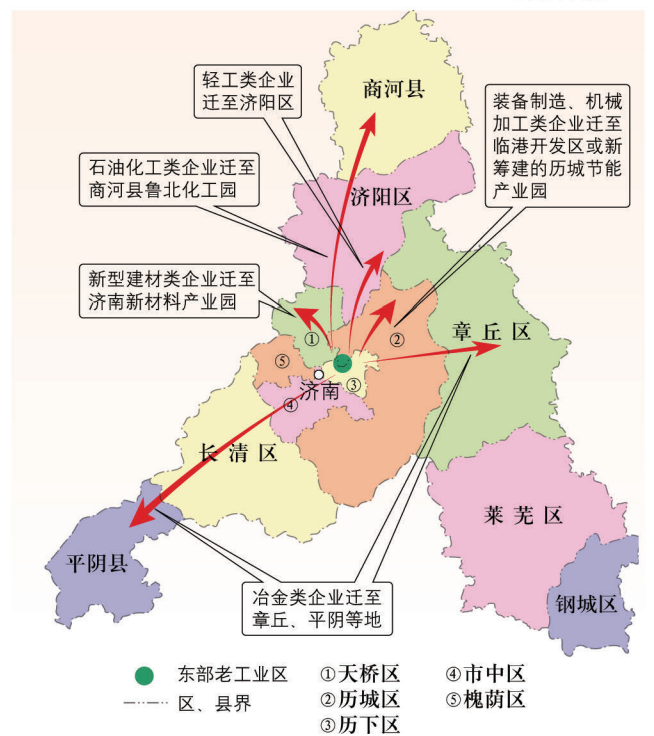 商河县
轻工类企业
迁至济阳区
装备制造、机械
加工类企业迁至
临港开发区或新
筹建的历城节能
产业园
石油化工类企业迁至
商河县鲁北化工园
济阳区
新型建材类企业迁至
济南新材料产业园
①
②
章丘区
⑤
③
济南
④
长清区
莱芜区
平阴县
钢城区
冶金类企业迁至
章丘、平阴等地
东部老工业区
①天桥区
④市中区
区、县界
②历城区
⑤槐荫区
③历下区